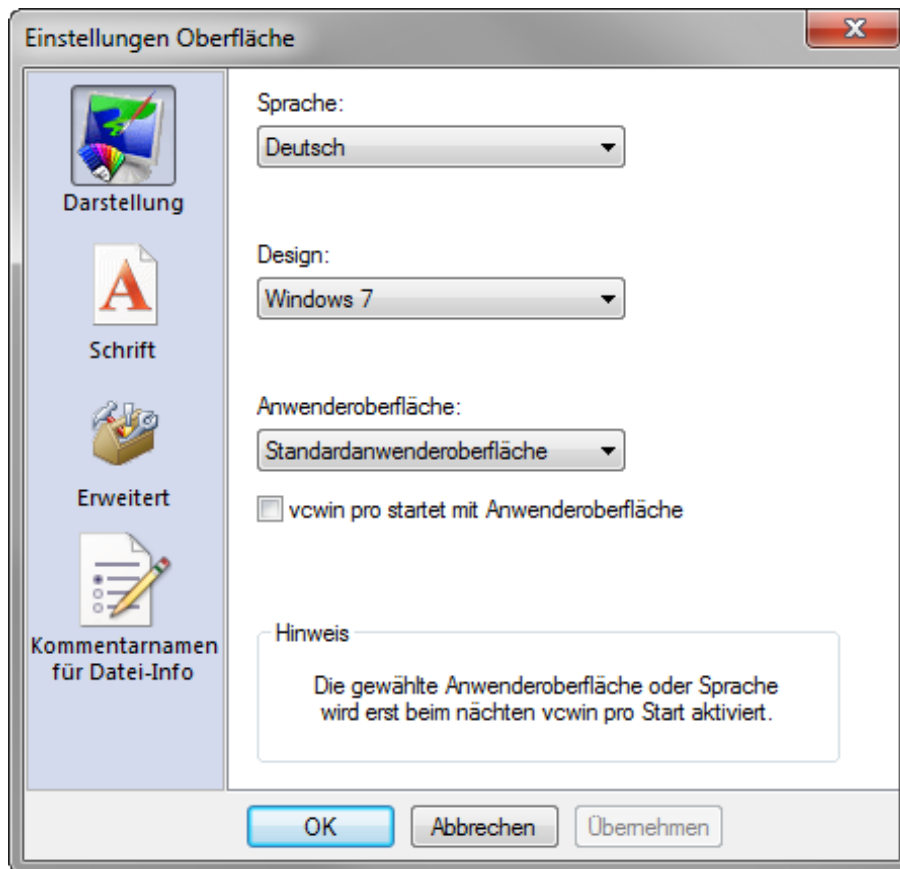 Einstellungen Oberfläche
Darstellung
Schrift
Erweitert
Kommentarnamen
für Datei-Info
Sprache:
Deutsch
Design:
Windows 7
Anwenderoberfläche:
Standardanwenderoberfläche
vcwin pro startet mit Anwenderoberfläche
Hinweis
Die gewählte Anwenderoberfläche oder Sprache
wird erst beim nächten vcwin pro Start aktiviert.
OK
Abbrechen
Übernehmen